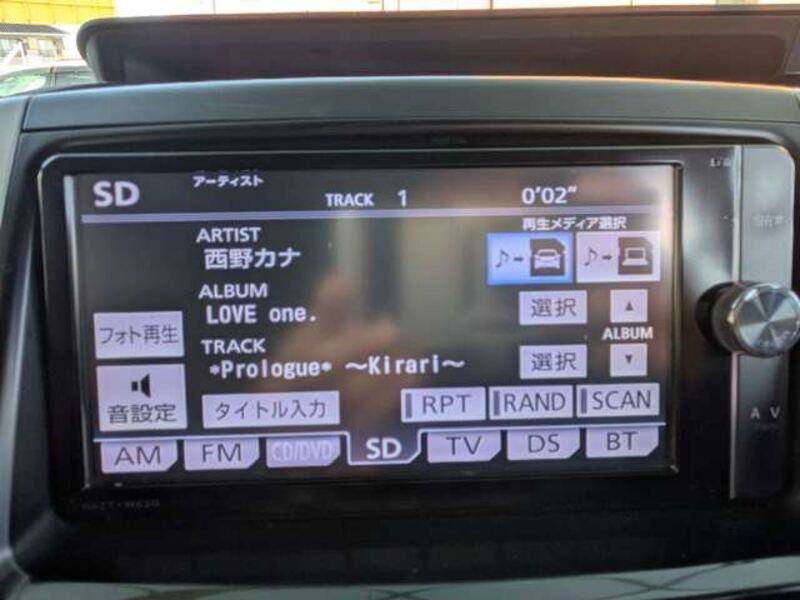 SD アーティスト TRACK 1 0'02"
再生メディア選択
ARTIST
西野カナ
ALBUM
LOVE one.
選択
ALBUM
フォト再生
TRACK
*Prologue* ～Kirari～
選択
音設定
タイトル入力
RPT RAND SCAN
AM FM CD/DVD SD TV DS BT